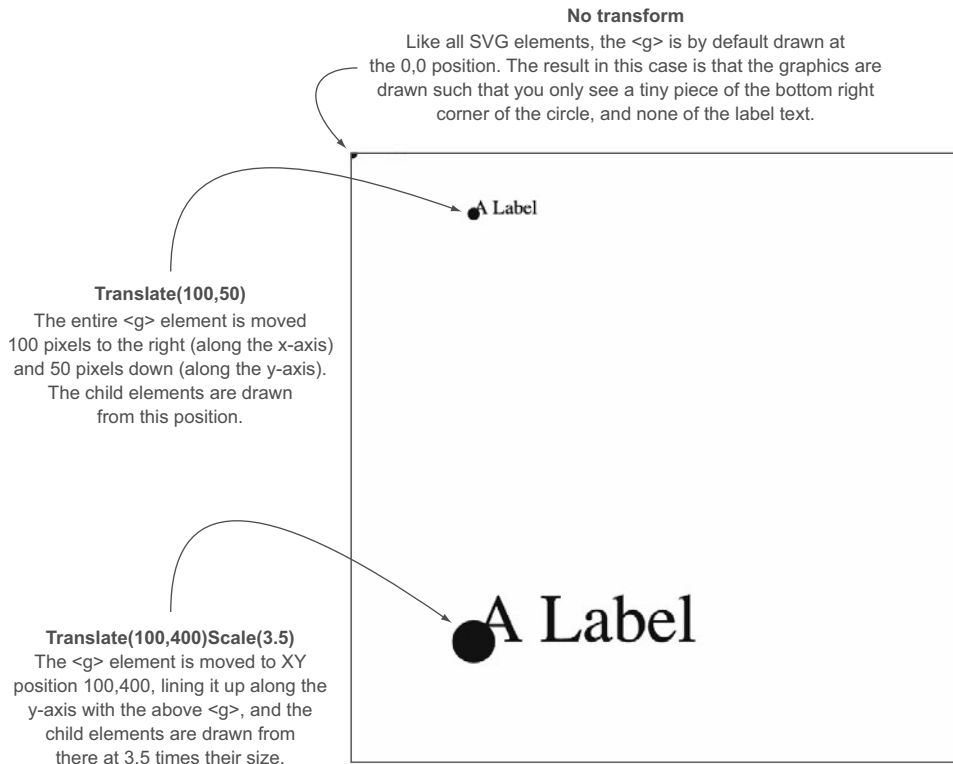 No transform
Like all SVG elements, the <g> is by default drawn at
the 0,0 position. The result in this case is that the graphics are
drawn such that you only see a tiny piece of the bottom right
corner of the circle, and none of the label text.
A Label
Translate(100,50)
The entire <g> element is moved
100 pixels to the right (along the x-axis)
and 50 pixels down (along the y-axis).
The child elements are drawn
from this position.
A Label
Translate(100,400)Scale(3.5)
The <g> element is moved to XY
position 100,400, lining it up along the
y-axis with the above <g>, and the
child elements are drawn from
there at 3.5 times their size.